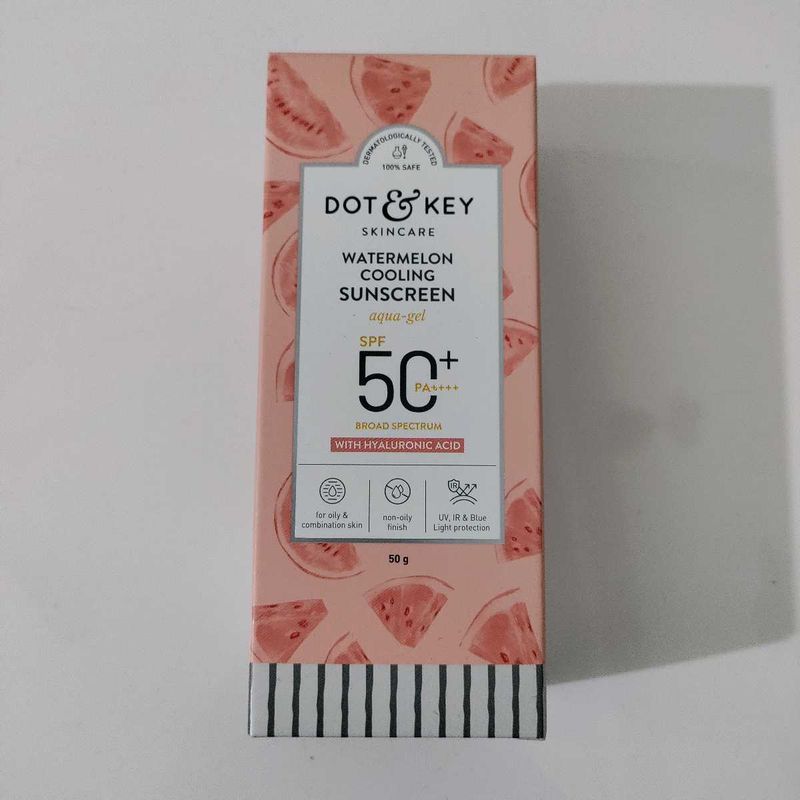 DERMATOLOGICALLY TESTED
100% SAFE
DOT & KEY
SKINCARE
WATERMELON
COOLING
SUNSCREEN
aqua-gel
SPF
50+
PA++++
BROAD SPECTRUM
WITH HYALURONIC ACID
for oily &
combination skin
non-oily
finish
IR
UV, IR & Blue
Light protection
50 g